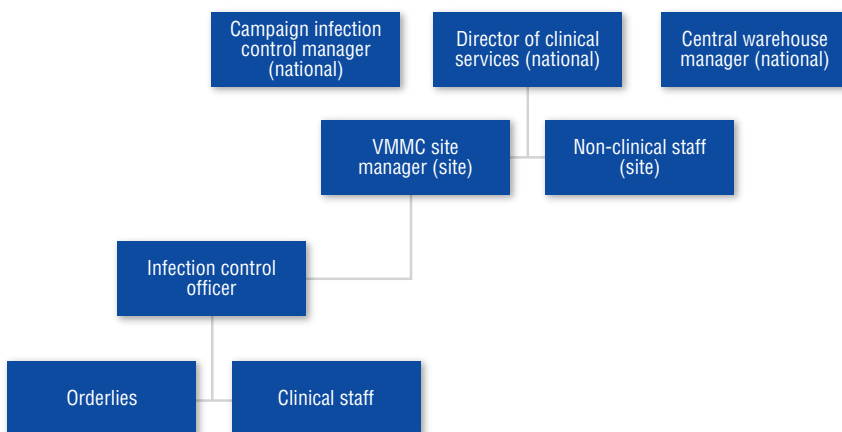 Campaign infection
control manager
(national)
Director of clinical
services (national)
Central warehouse
manager (national)
VMMC site
manager (site)
Non-clinical staff
(site)
Infection control
officer
Orderlies
Clinical staff